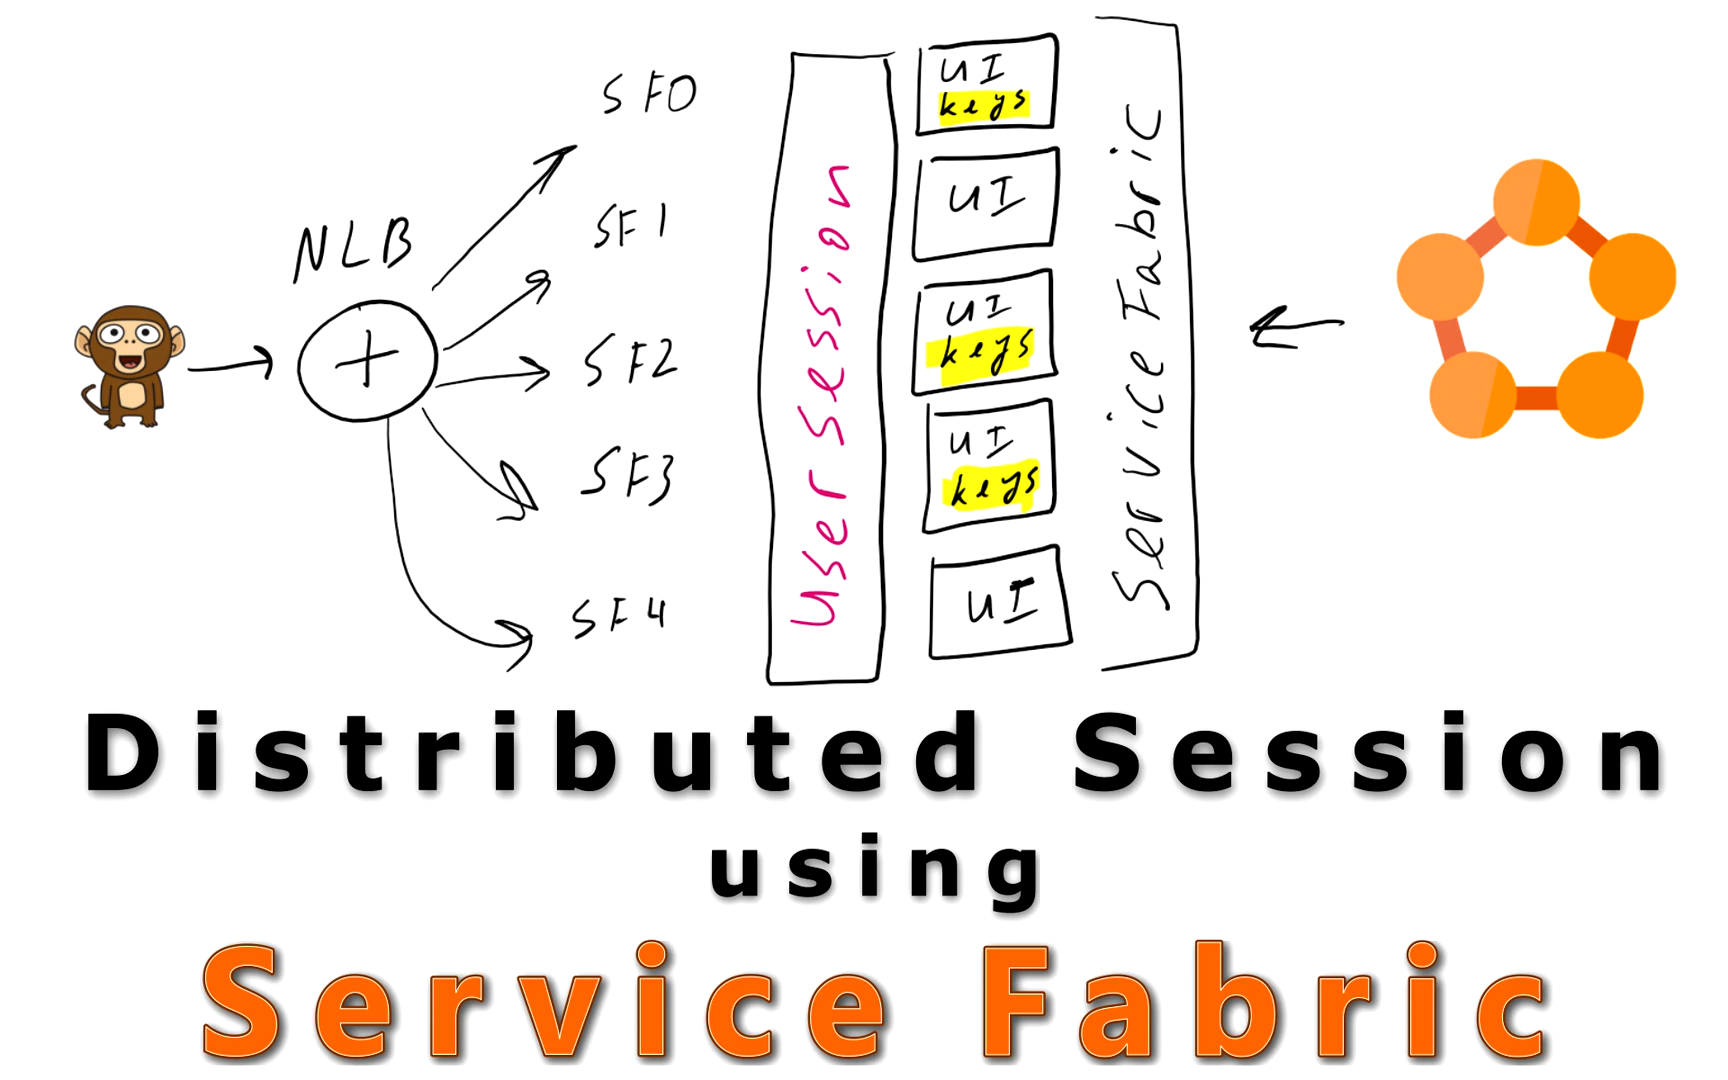 SF0
NLB
SF1
SF2
SF3
SF4
User Session
UI
keys
UI
UI
keys
UI
keys
UI
Service Fabric
Distributed Session
using
Service Fabric